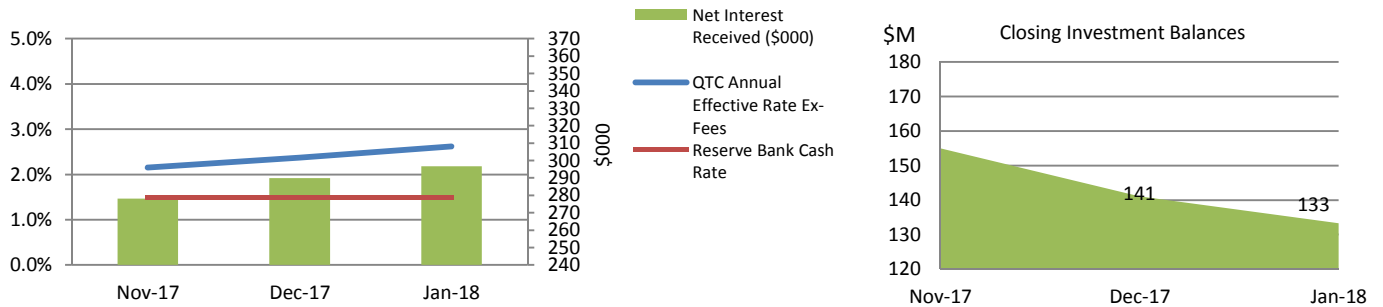 5.0%
4.0%
3.0%
2.0%
1.0%
0.0%
Nov-17
Dec-17
Jan-18
370
360
350
340
330
320
310
300
290
280
270
260
250
240
$000
Net Interest
Received ($000)
QTC Annual
Effective Rate Ex-
Fees
Reserve Bank Cash
Rate
$M
Closing Investment Balances
180
170
160
150
140
130
120
141
133
Nov-17
Dec-17
Jan-18